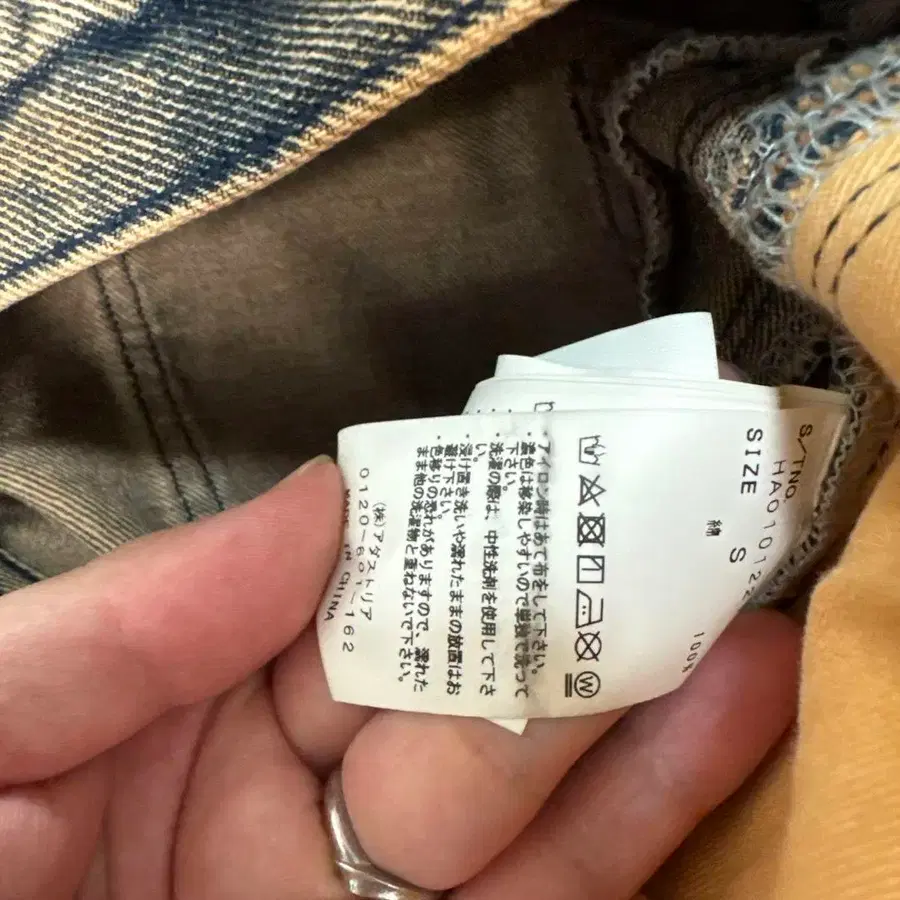 S/TNO.
HA010122
SIZE S
綿 100%
W
・アイロン時はあて布をして下さい。
・濃色は移染しやすいので単独で洗って
下さい。
・洗濯の際は、中性洗剤を使用して下さ
い。
・浸け置き洗いや濡れたままの放置はお
避け下さい。
・色移りの恐れがありますので、濡れた
まま他の洗濯物と重ねないで下さい。
(株)アダストリア
0120-601-162
MADE IN CHINA